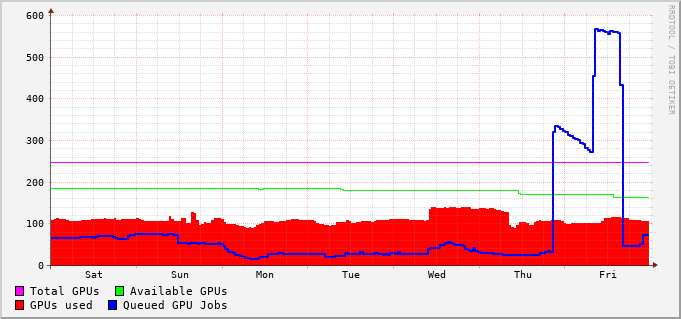 600
500
400
300
200
100
0
Sat Sun Mon Tue Wed Thu Fri
Total GPUs Available GPUs
GPUs used Queued GPU Jobs
RRDTOOL / TOBI OETIKER